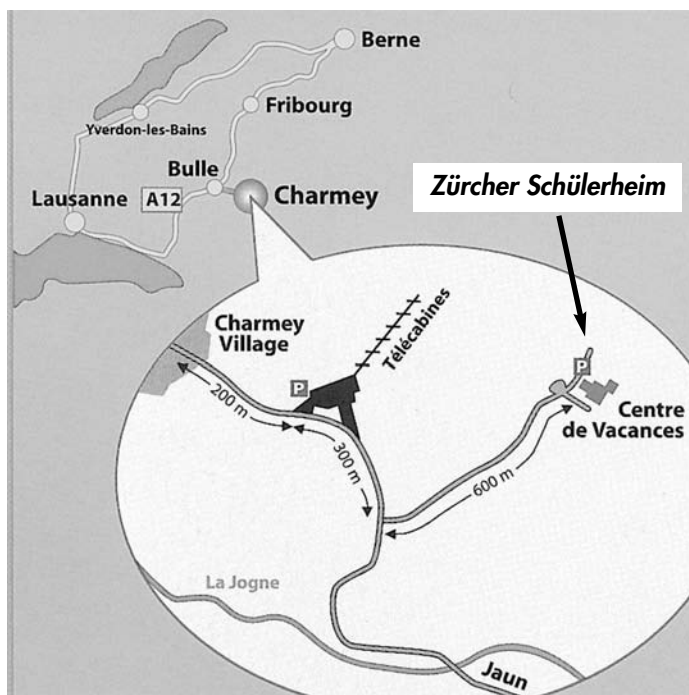 Berne
Fribourg
Yverdon-les-Bains
Bulle
Lausanne
A12
Charmey
Zürcher Schülerheim
Charmey
Village
Télécabines
P
P
200 m
300 m
600 m
Centre
de Vacances
La Jogne
Jaun